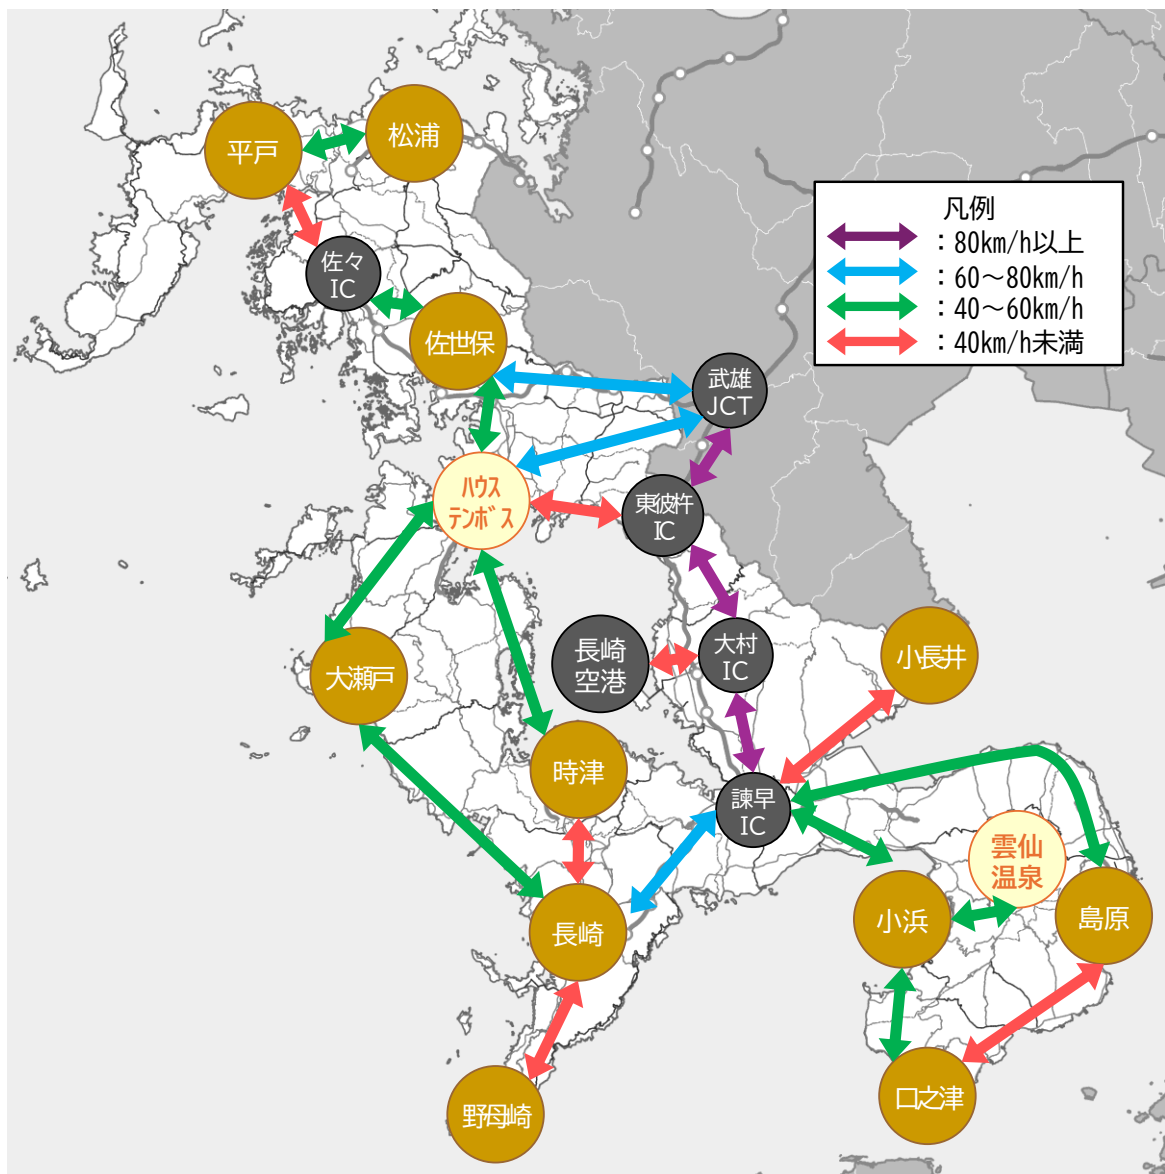 平戸
松浦
凡例
：80km/h以上
：60～80km/h
：40～60km/h
：40km/h未満
佐々
IC
佐世保
武雄
JCT
ﾊｳｽ
ﾃﾝﾎﾞｽ
東彼杵
IC
大瀬戸
長崎
空港
大村
IC
小長井
時津
諫早
IC
雲仙
温泉
長崎
小浜
島原
野母崎
口之津